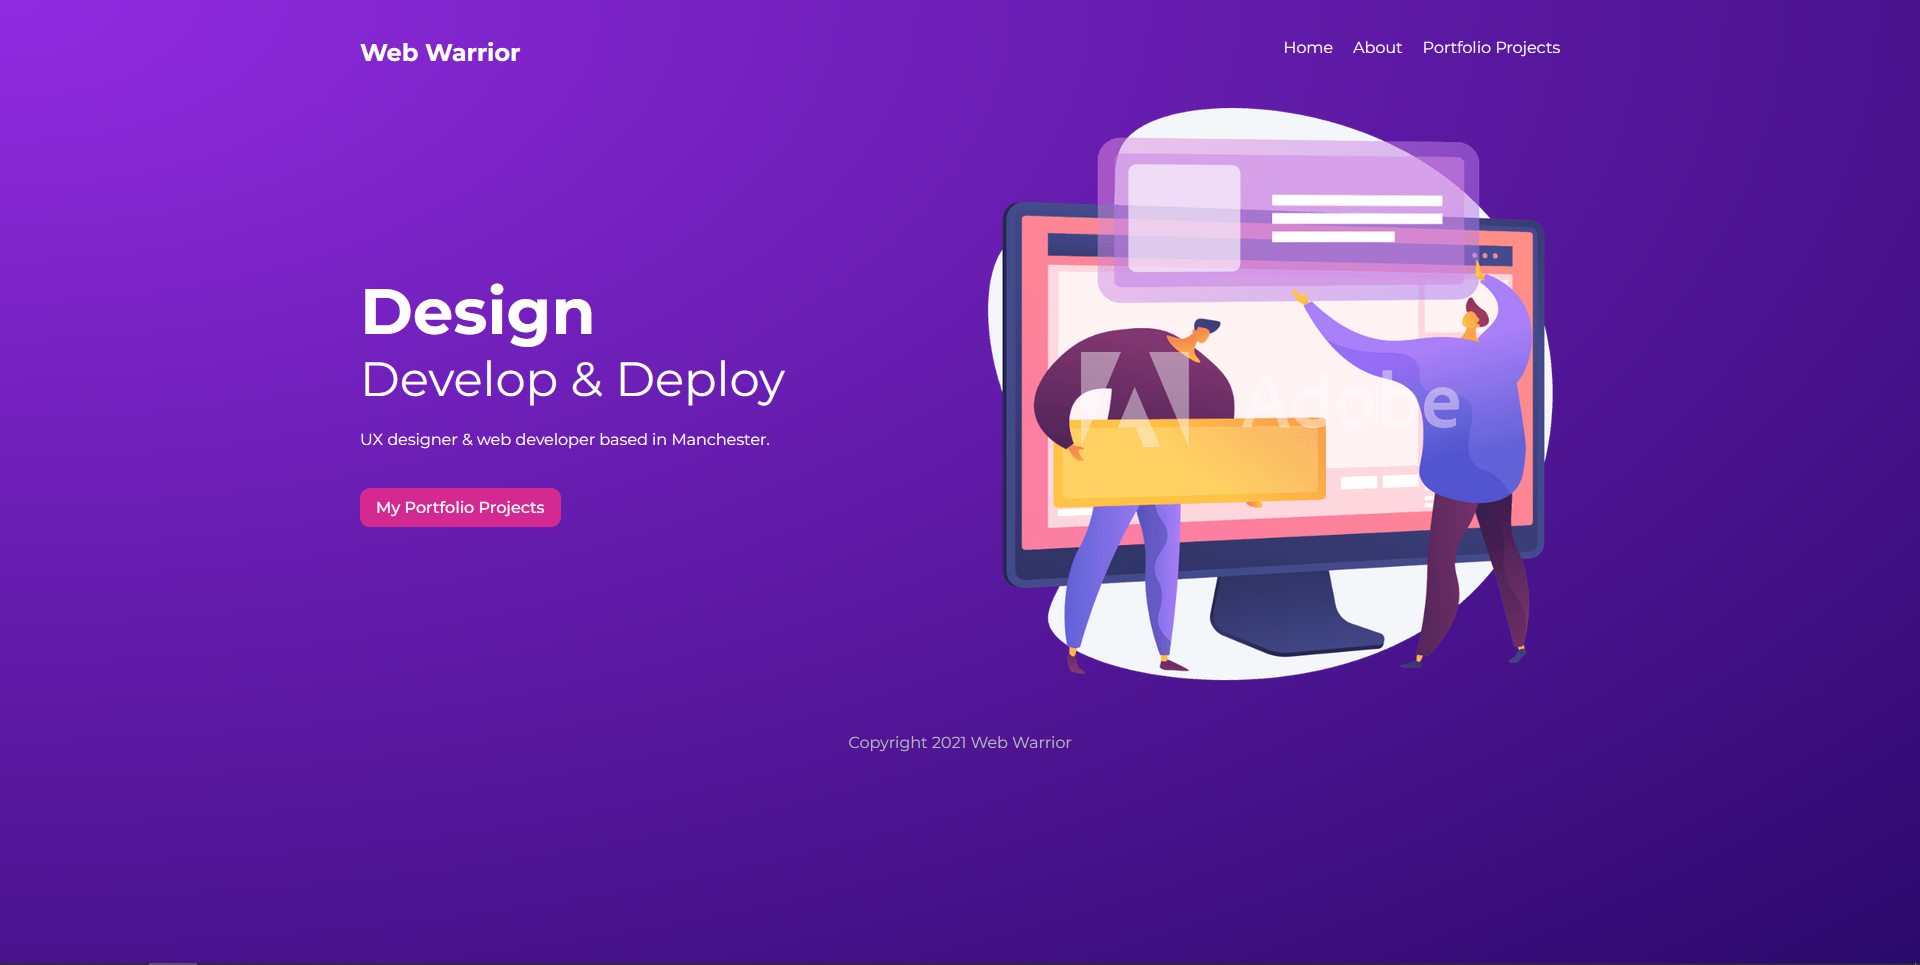 Web Warrior
Home About Portfolio Projects
Design
Develop & Deploy
UX designer & web developer based in Manchester.
My Portfolio Projects
Adobe
Copyright 2021 Web Warrior